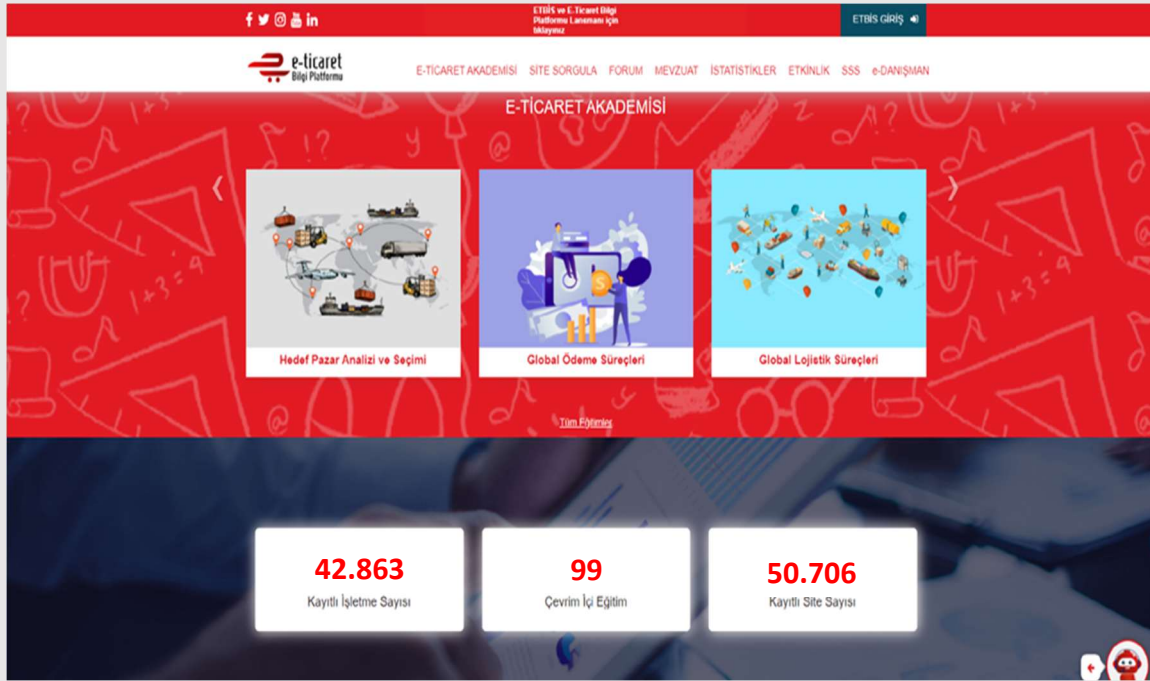 ETBİS ve E-Ticaret Bilgi
Platformu Lansmanı için
tıklayınız
ETBİS GİRİŞ
e-ticaret
Bilgi Platformu
E-TİCARET AKADEMİSİ SİTE SORGULA FORUM MEVZUAT İSTATİSTİKLER ETKİNLİK SSS e-DANIŞMAN
E-TİCARET AKADEMİSİ
Hedef Pazar Analizi ve Seçimi
Global Ödeme Süreçleri
Global Lojistik Süreçleri
Tüm Eğitimler
42.863
Kayıtlı İşletme Sayısı
99
Çevrim İçi Eğitim
50.706
Kayıtlı Site Sayısı